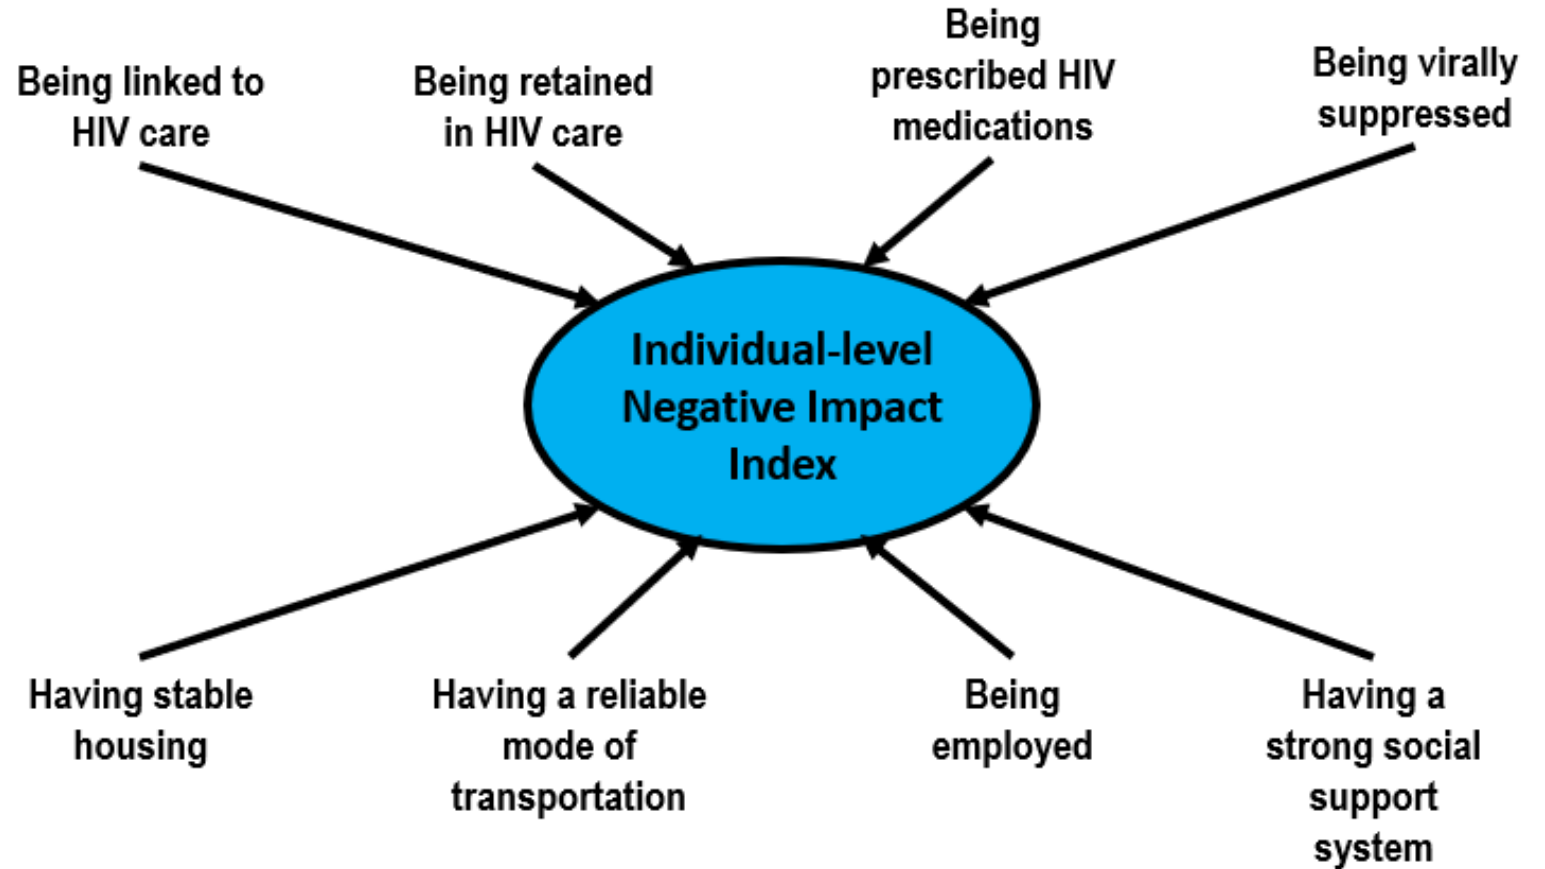 Being linked to
HIV care
Being retained
in HIV care
Being
prescribed HIV
medications
Being virally
suppressed
Individual-level
Negative Impact
Index
Having stable
housing
Having a reliable
mode of
transportation
Being
employed
Having a
strong social
support
system